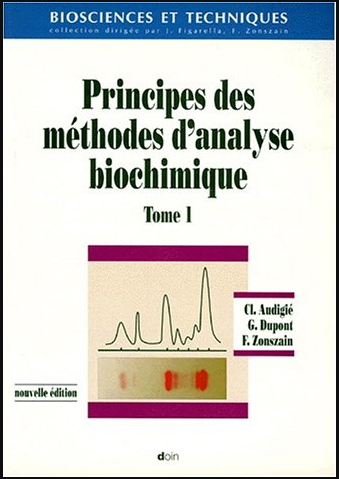 BIOSCIENCES ET TECHNIQUES
collection dirigée par J. Figarella, F. Zonszain
Principes des
méthodes d'analyse
biochimique
Tome 1
Cl. Audigié
G. Dupont
F. Zonszain
nouvelle édition
doin